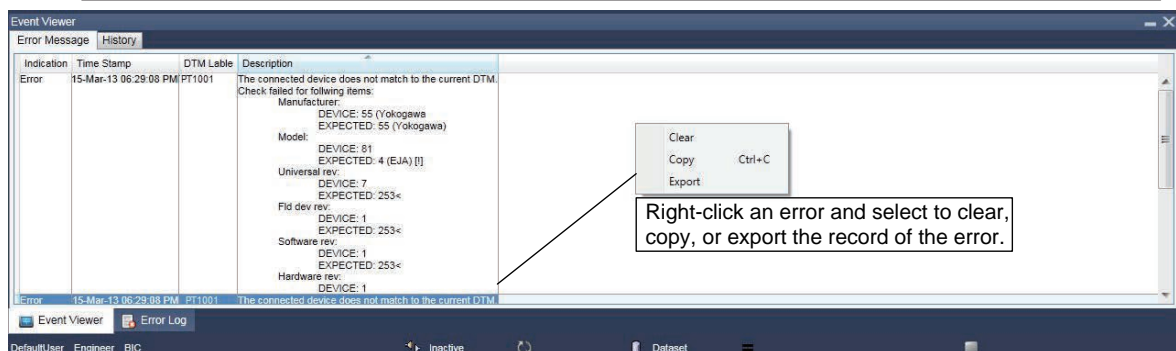 Event Viewer
Error Message History
Indication Time Stamp DTM Lable Description
Error 15-Mar-13 06:29:08 PM PT1001 The connected device does not match to the current DTM.
Check failed for follwing items:
Manufacturer:
DEVICE: 55 (Yokogawa
EXPECTED: 55 (Yokogawa)
Model:
DEVICE: 81
EXPECTED: 4 (EJA) [!]
Universal rev:
DEVICE: 7
EXPECTED: 253<
Fld dev rev:
DEVICE: 1
EXPECTED: 253<
Software rev:
DEVICE: 1
EXPECTED: 253<
Hardware rev:
DEVICE: 1
Error 15-Mar-13 06:29:08 PM PT1001 The connected device does not match to the current DTM.
Clear
Copy Ctrl+C
Export
Right-click an error and select to clear,
copy, or export the record of the error.
Event Viewer Error Log
DefaultUser Engineer BIC Inactive Dataset